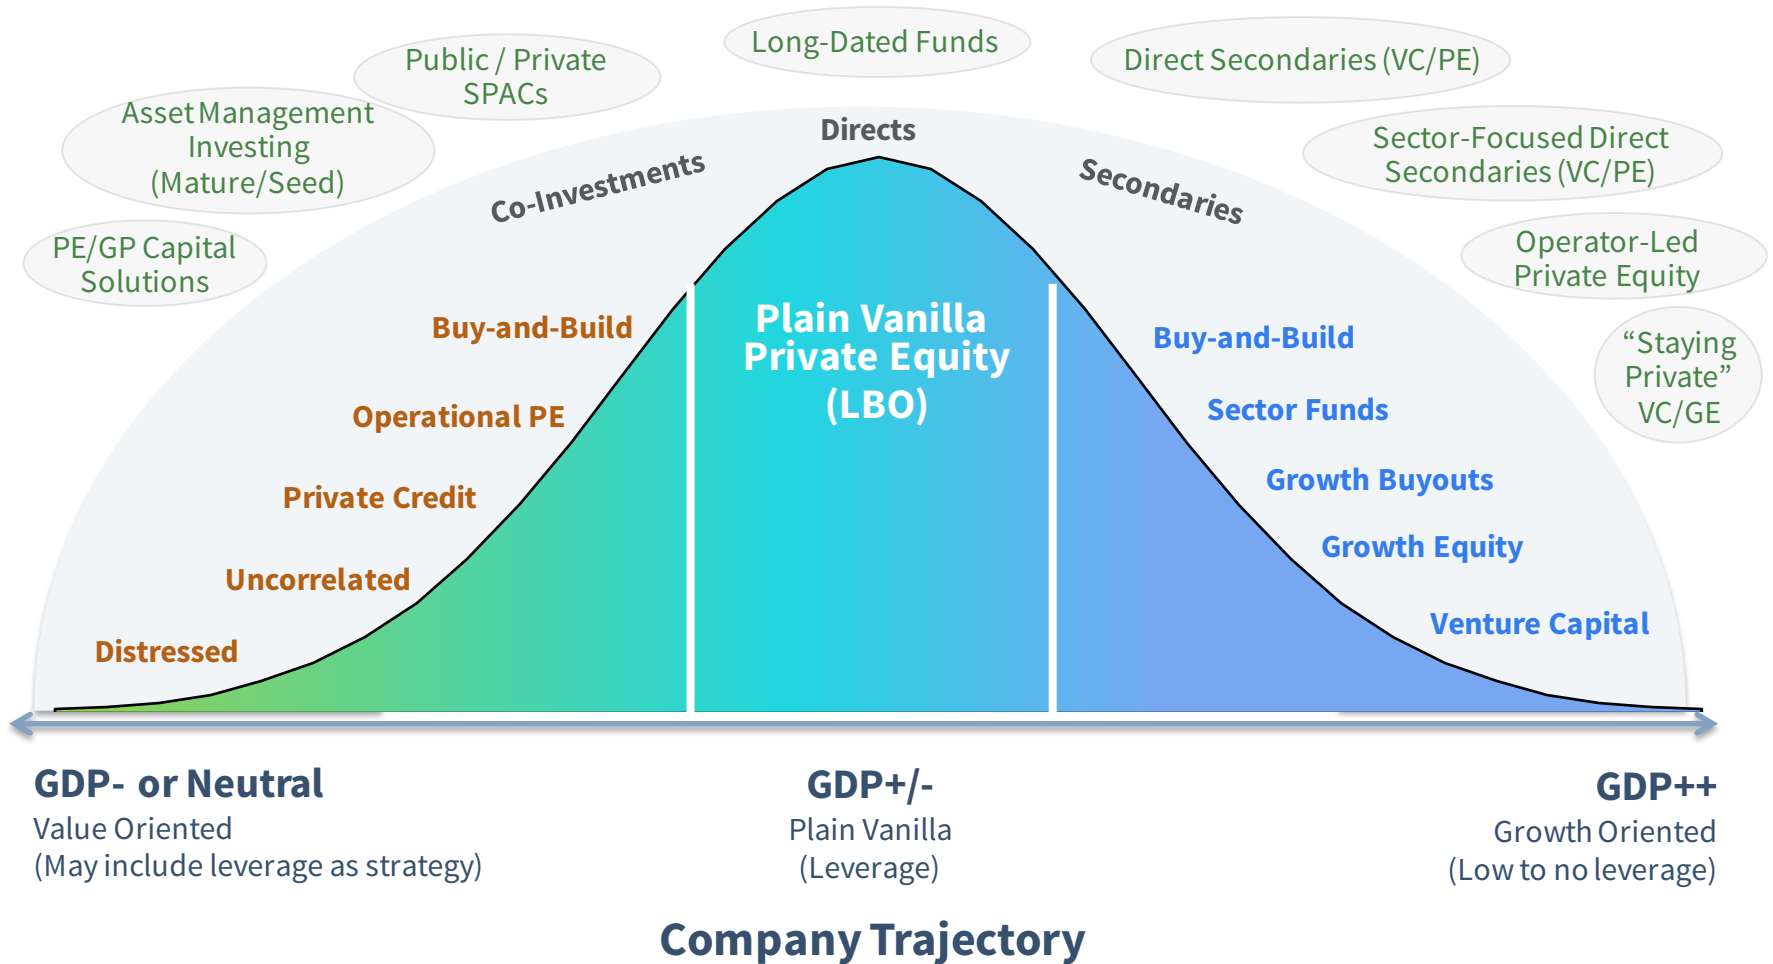 Long-Dated Funds
Public / Private
SPACs
Direct Secondaries (VC/PE)
Asset Management
Investing
(Mature/Seed)
Sector-Focused Direct
Secondaries (VC/PE)
PE/GP Capital
Solutions
Operator-Led
Private Equity
“Staying
Private”
VC/GE
Co-Investments
Directs
Secondaries
Buy-and-Build
Operational PE
Private Credit
Uncorrelated
Distressed
Plain Vanilla
Private Equity
(LBO)
Buy-and-Build
Sector Funds
Growth Buyouts
Growth Equity
Venture Capital
GDP- or Neutral
Value Oriented
(May include leverage as strategy)
GDP+/-
Plain Vanilla
(Leverage)
GDP++
Growth Oriented
(Low to no leverage)
Company Trajectory